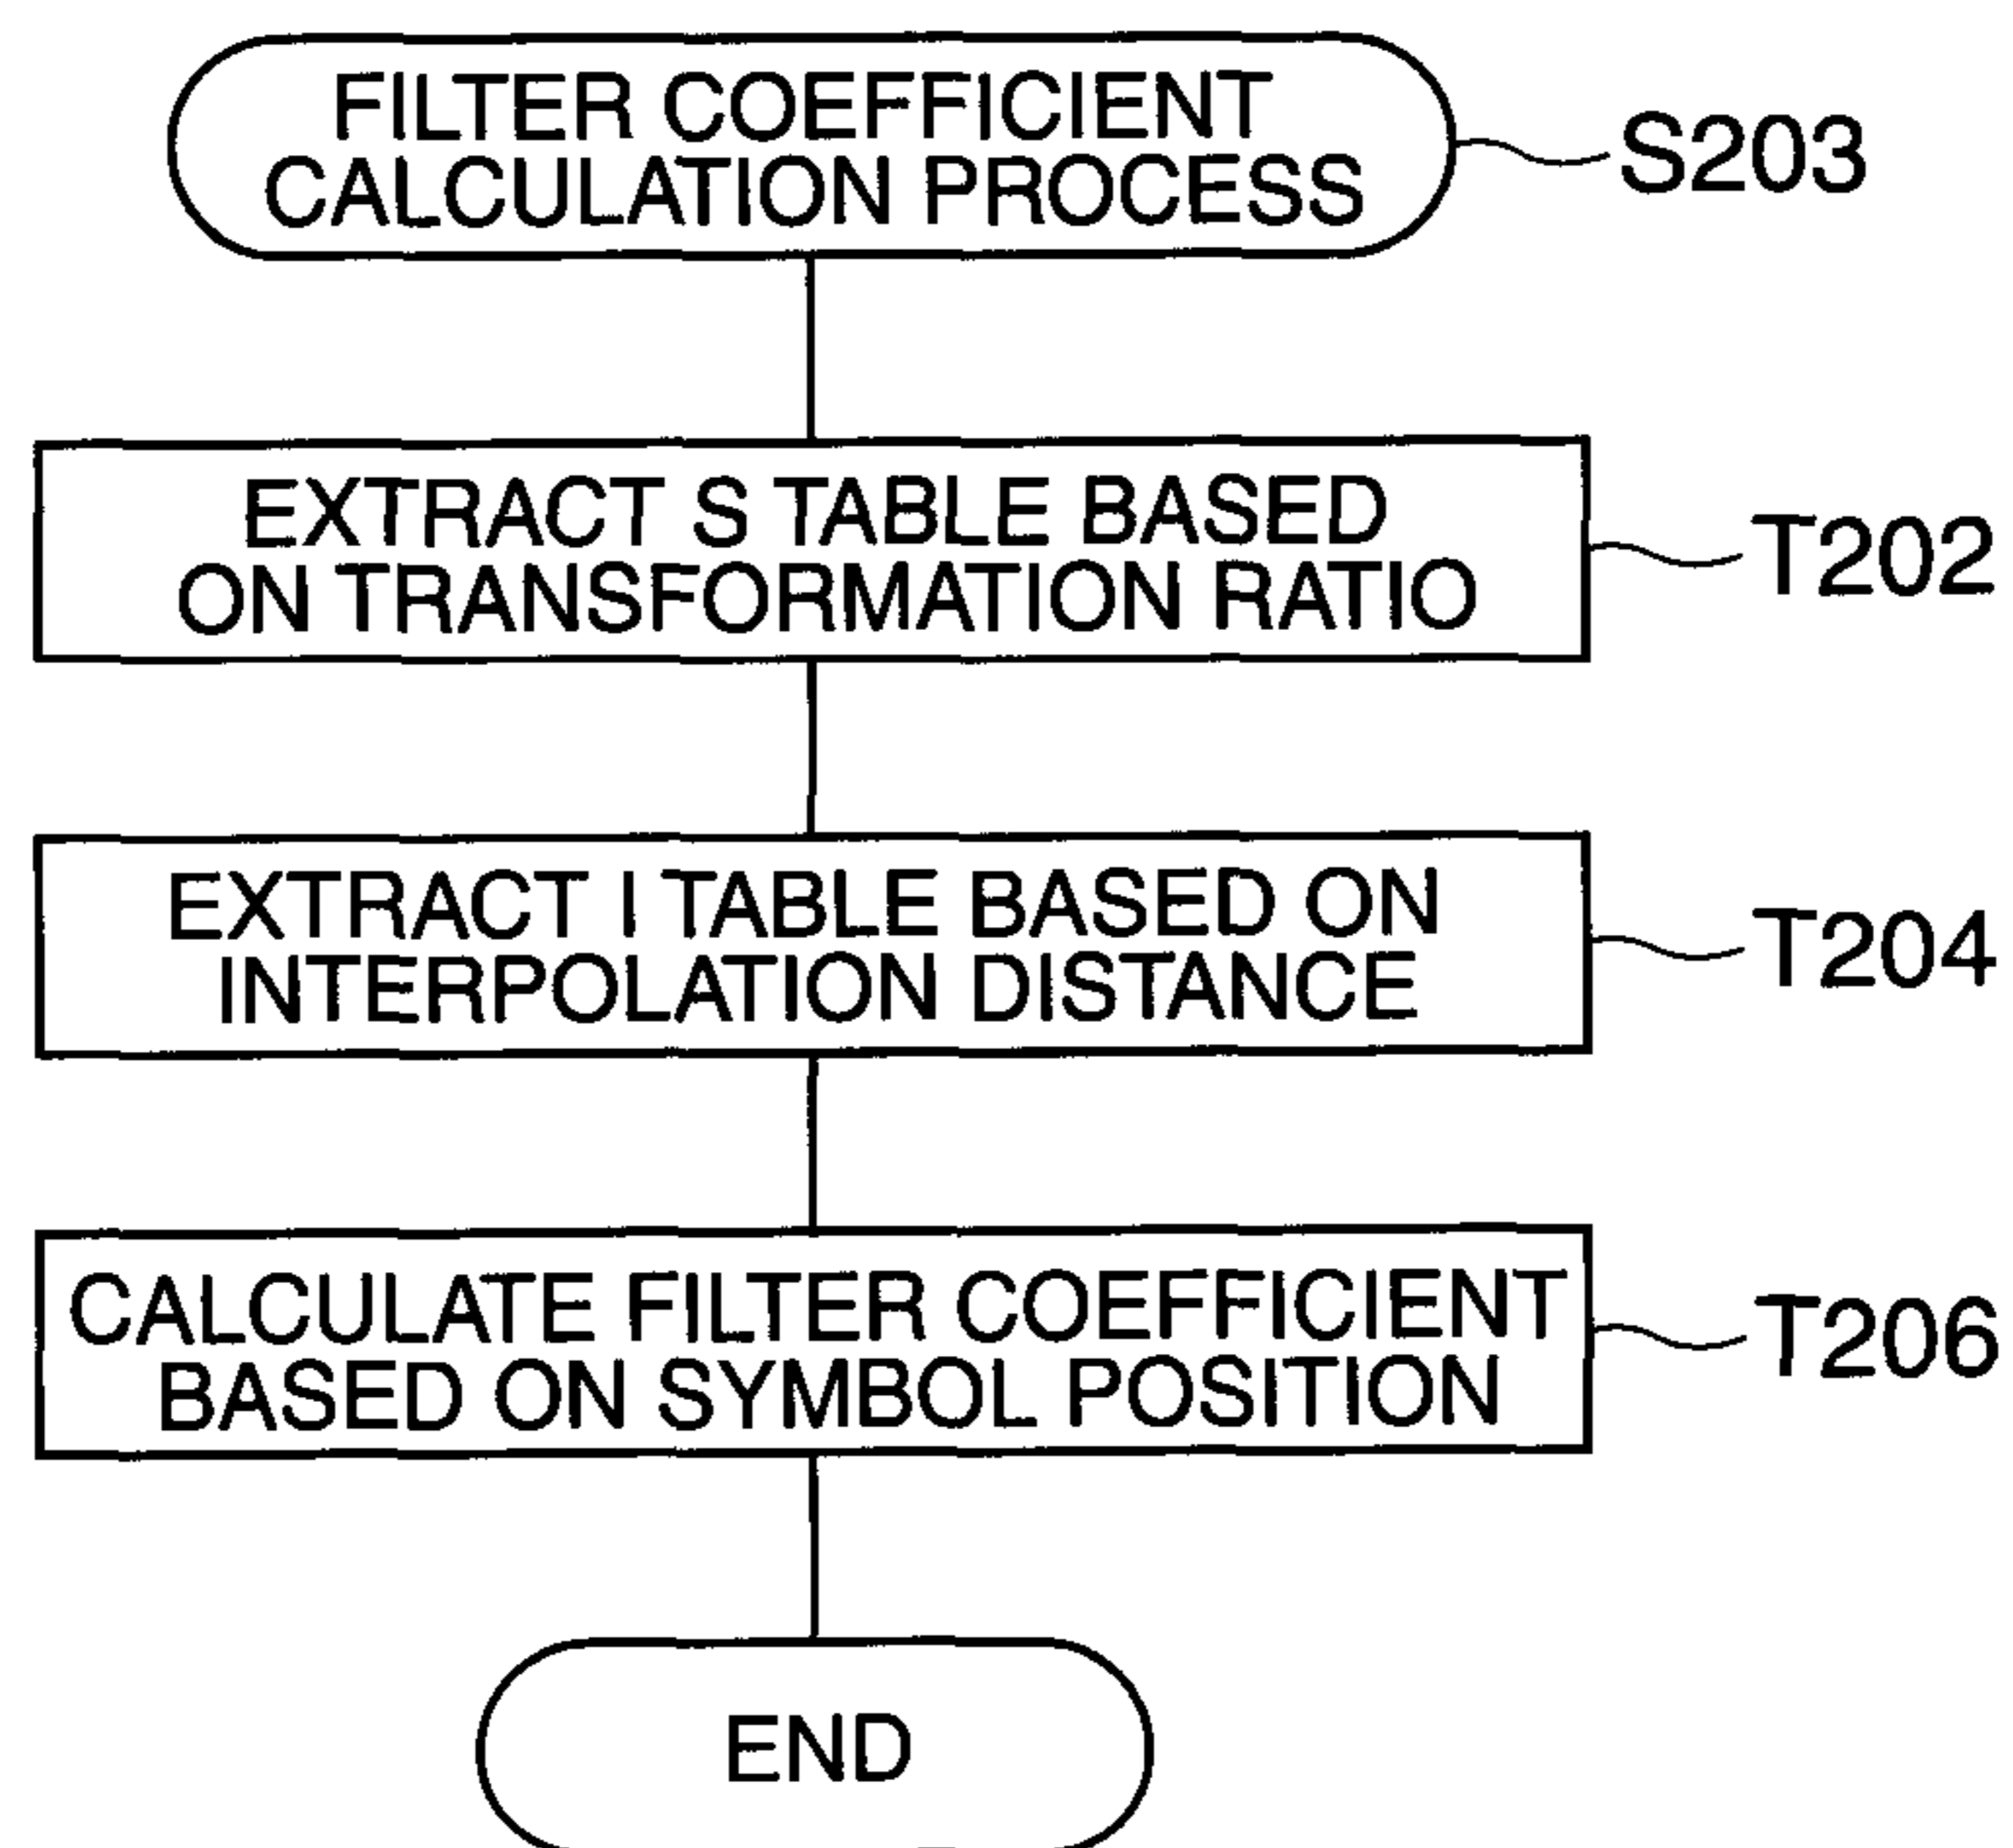 FILTER COEFFICIENT
CALCULATION PROCESS
S203
EXTRACT S TABLE BASED
ON TRANSFORMATION RATIO
T202
EXTRACT I TABLE BASED ON
INTERPOLATION DISTANCE
T204
CALCULATE FILTER COEFFICIENT
BASED ON SYMBOL POSITION
T206
END